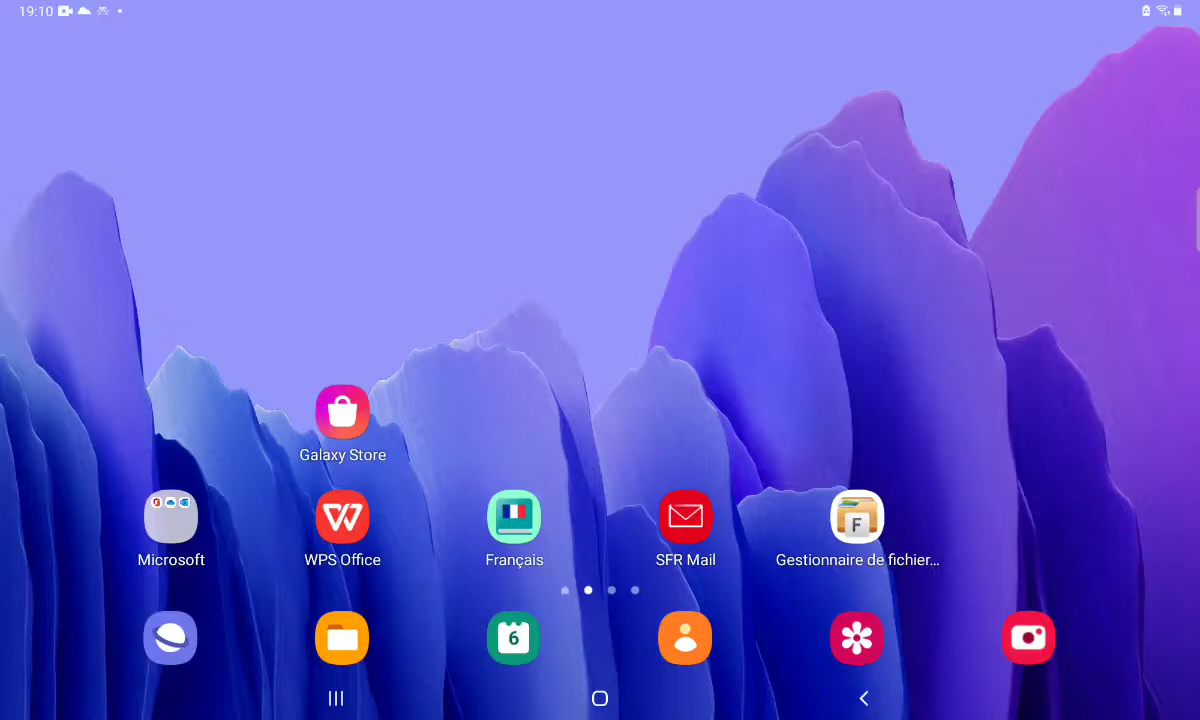 19:10
Galaxy Store
Microsoft
WPS Office
Français
F
SFR Mail
Gestionnaire de fichier...
6